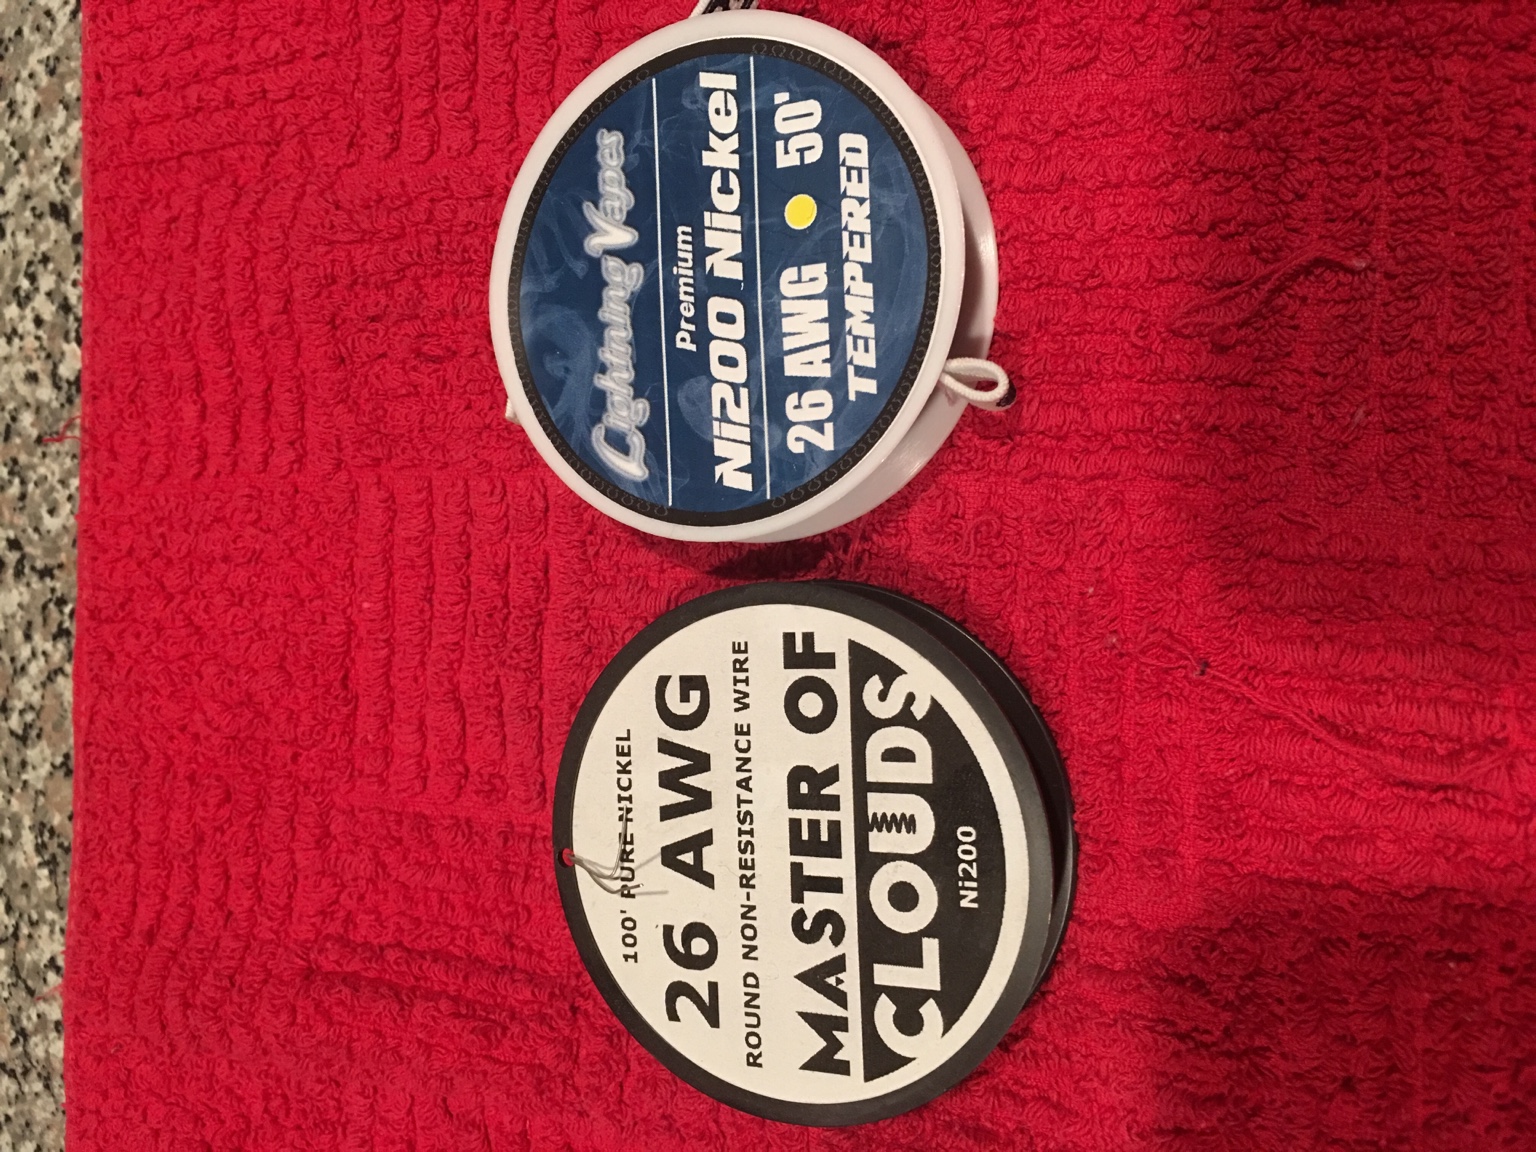 100' PURE NICKEL
26 AWG
ROUND NON-RESISTANCE WIRE
MASTER OF
CLOUDS
Ni200
Lightning Vapes
Premium
Ni200 Nickel
26 AWG 50'
TEMPERED